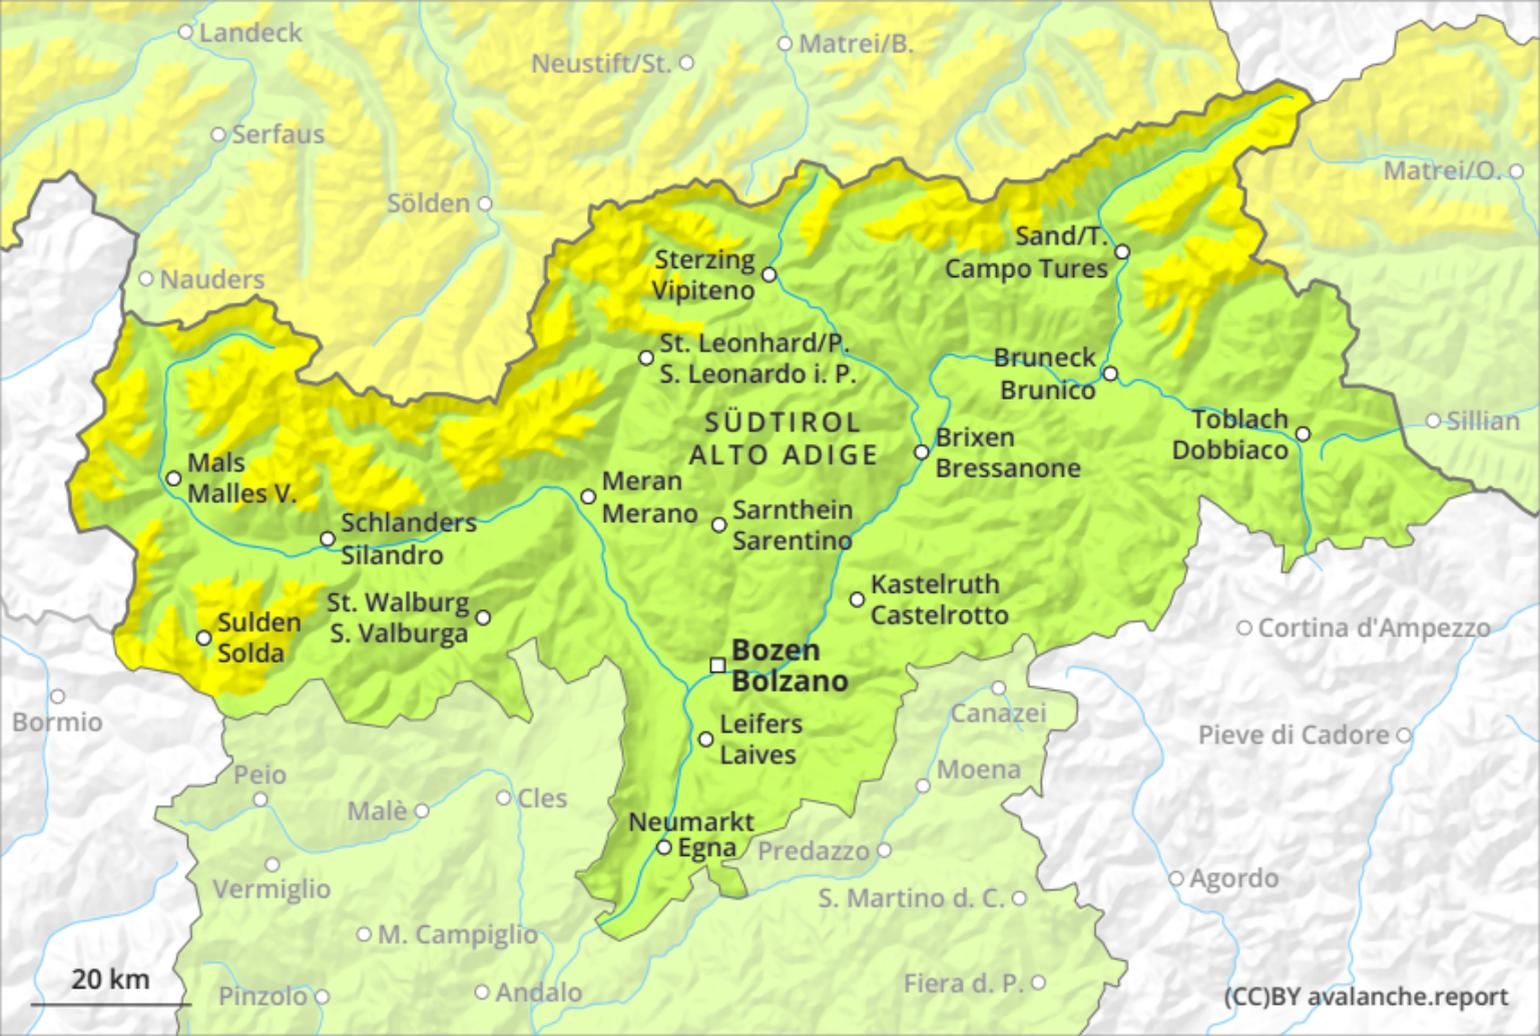 Landeck
Matrei/B.
Neustift/St.
Serfaus
Matrei/O.
Sölden
Sand/T.
Campo Tures
Sterzing
Vipiteno
Nauders
St. Leonhard/P.
S. Leonardo i. P.
Bruneck
Brunico
SÜDTIROL
ALTO ADIGE
Toblach
Dobbiaco
Sillian
Brixen
Bressanone
Mals
Malles V.
Meran
Merano
Sarnthein
Sarentino
Schlanders
Silandro
Kastelruth
Castelrotto
St. Walburg
S. Valburga
Sulden
Solda
Cortina d'Ampezzo
Bozen
Bolzano
Bormio
Canazei
Leifers
Laives
Pieve di Cadore
Peio
Moena
Malè
Cles
Neumarkt
Egna
Predazzo
Vermiglio
Agordo
S. Martino d. C.
M. Campiglio
20 km
Pinzolo
Andalo
Fiera d. P.
(CC)BY avalanche.report